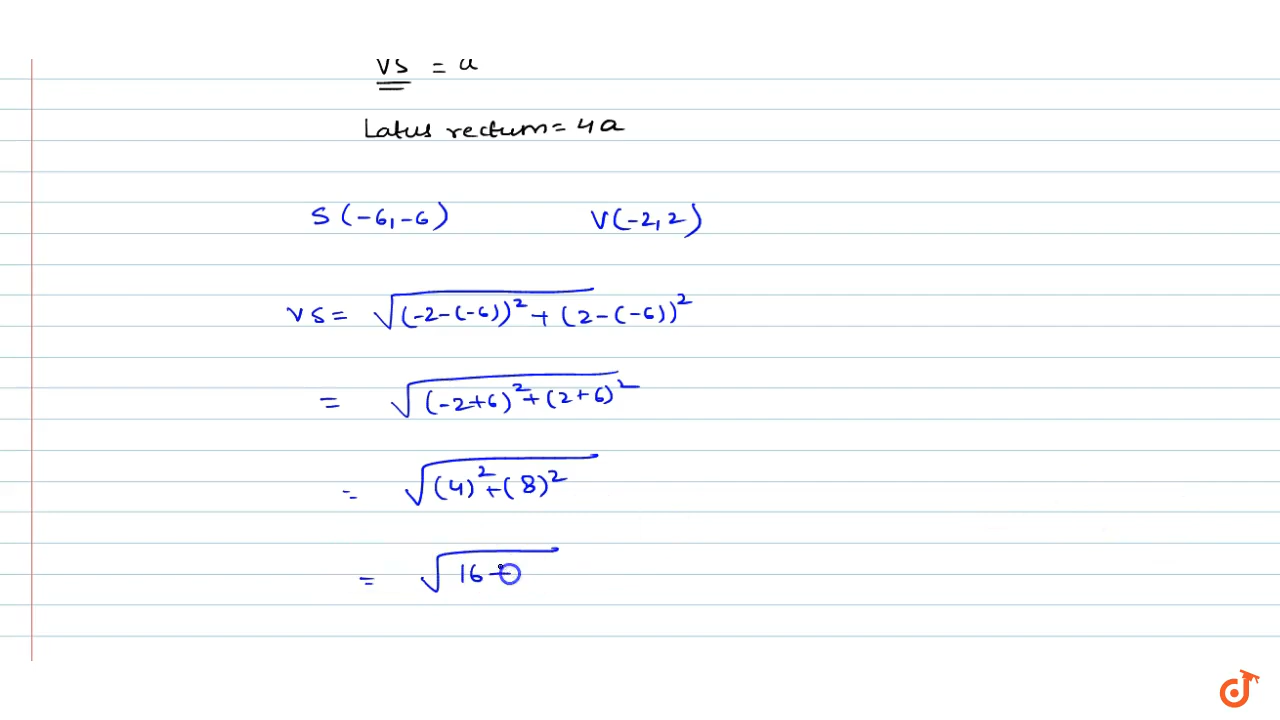 VS = a
Latus rectum = 4a
S (-6, -6) V(-2, 2)
VS = √(-2-(-6))² + (2-(-6))²
= √(-2+6)² + (2+6)²
= √(4)² + (8)²
= √16 +